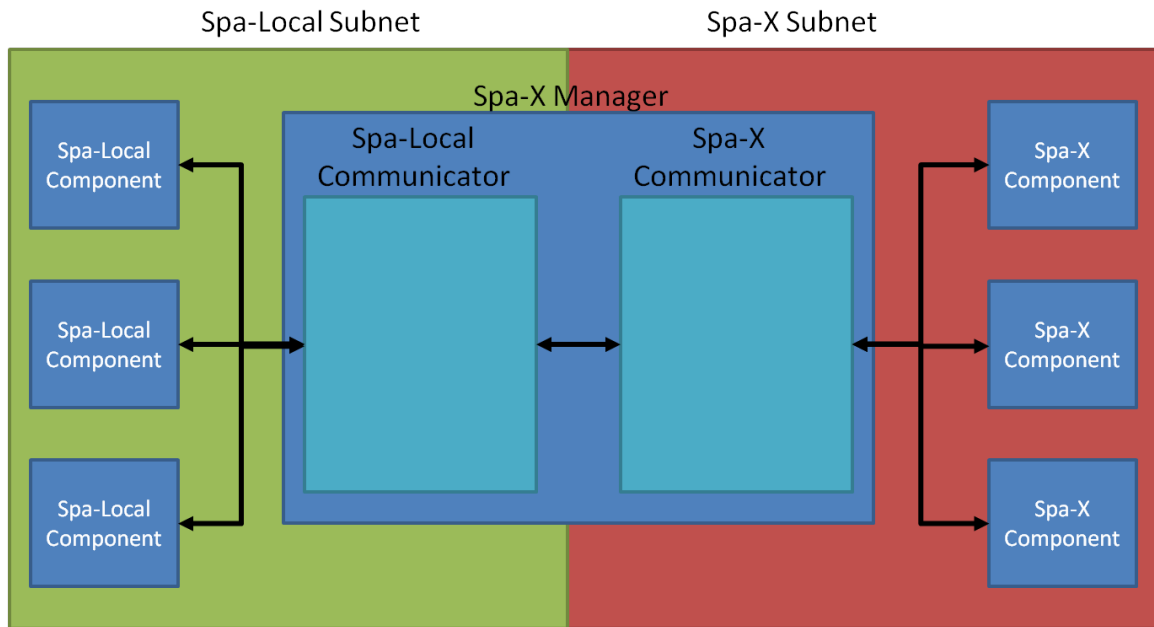 Spa-Local Subnet
Spa-X Subnet
Spa-X Manager
Spa-Local
Communicator
Spa-X
Communicator
Spa-Local
Component
Spa-Local
Component
Spa-Local
Component
Spa-X
Component
Spa-X
Component
Spa-X
Component